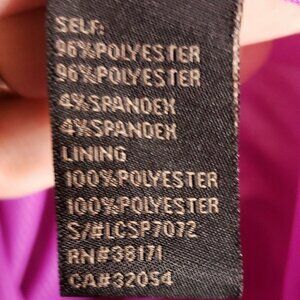 SELF:
96%POLYESTER
96%POLYESTER
4%SPANDEX
4%SPANDEX
LINING
100%POLYESTER
100%POLYESTER
S/#LCSP7072
RN#38171
CA#32054